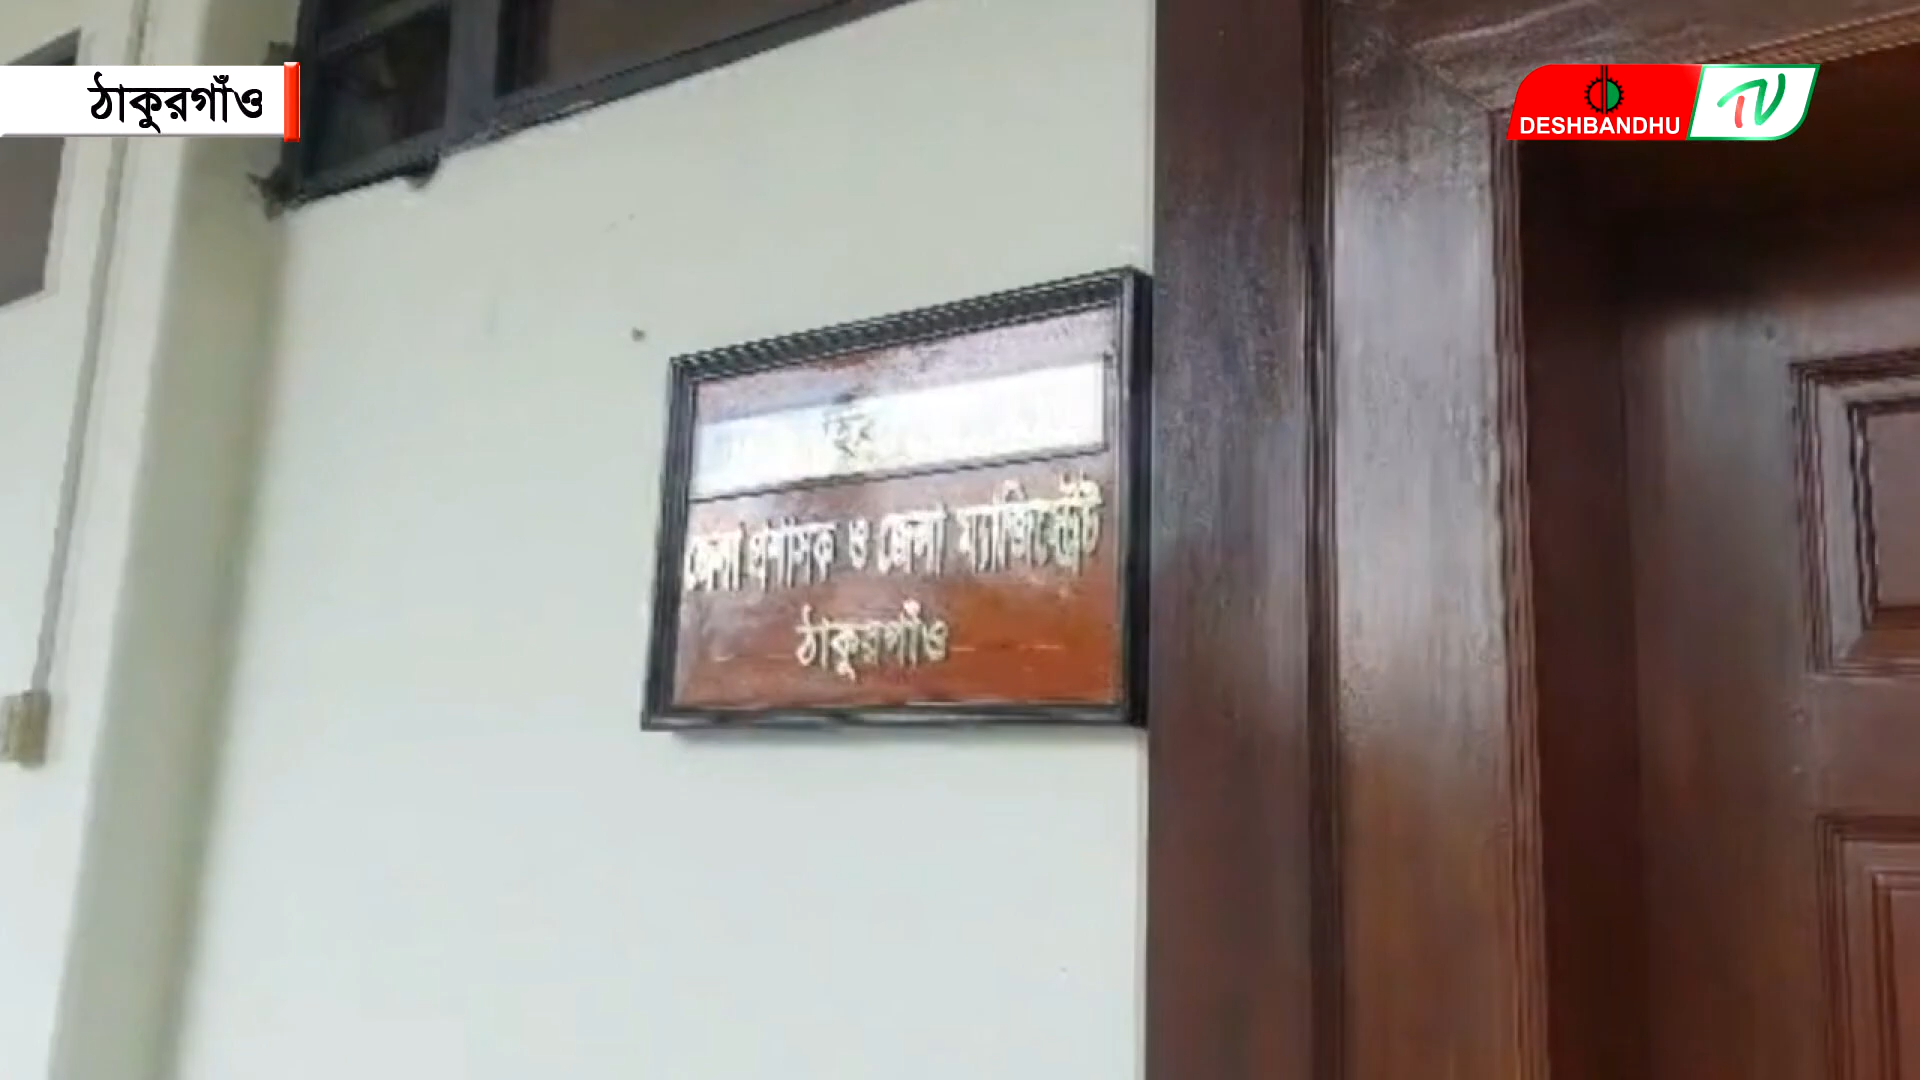 ঠাকুরগাঁও
DESHBANDHU TV
জেলা প্রশাসক ও জেলা ম্যাজিস্ট্রেট
ঠাকুরগাঁও